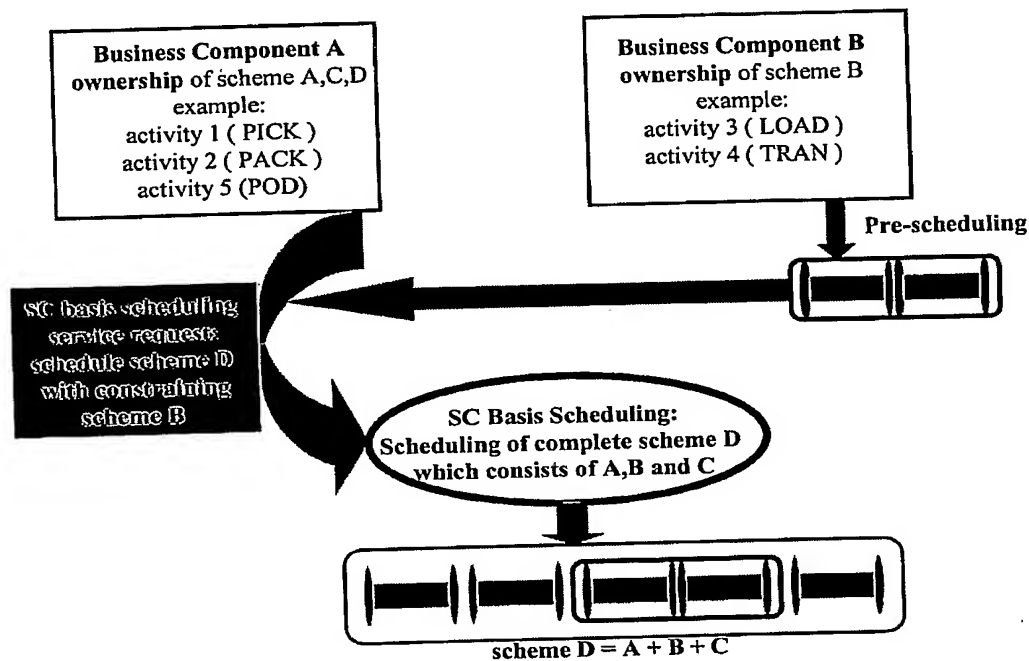 Business Component A
ownership of scheme A,C,D
example:
activity 1 ( PICK )
activity 2 ( PACK )
activity 5 (POD)
Business Component B
ownership of scheme B
example:
activity 3 ( LOAD )
activity 4 ( TRAN )
Pre-scheduling
SC basis scheduling
service request:
schedule scheme D
with constraining
scheme B
SC Basis Scheduling:
Scheduling of complete scheme D
which consists of A,B and C
scheme D = A + B + C